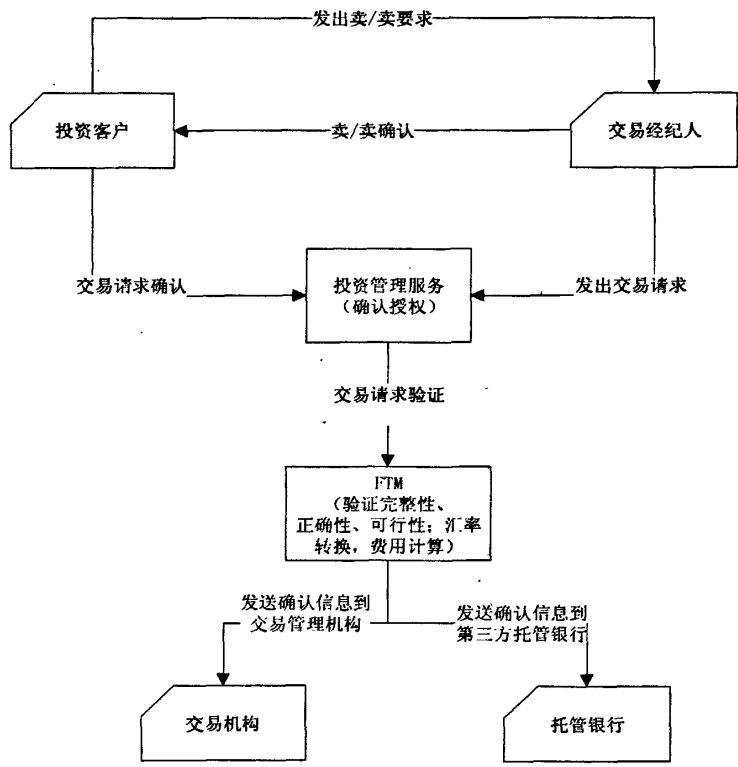 发出卖/卖要求
投资客户
卖/卖确认
交易经纪人
交易请求确认
投资管理服务
（确认授权）
发出交易请求
交易请求验证
FTM
（验证完整性、
正确性、可行性；汇率
转换，费用计算）
发送确认信息到
交易管理机构
发送确认信息到
第三方托管银行
交易机构
托管银行